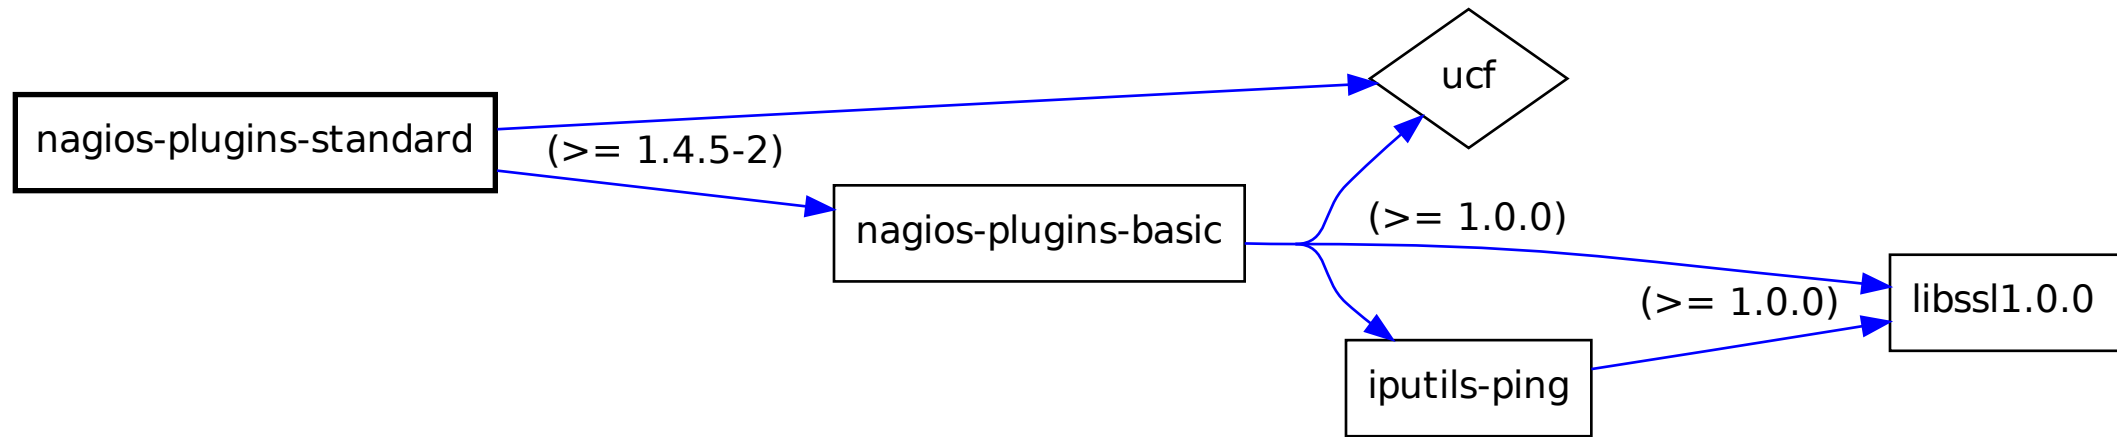 ucf
nagios-plugins-standard
(>= 1.4.5-2)
nagios-plugins-basic
(>= 1.0.0)
(>= 1.0.0)
libssl1.0.0
iputils-ping